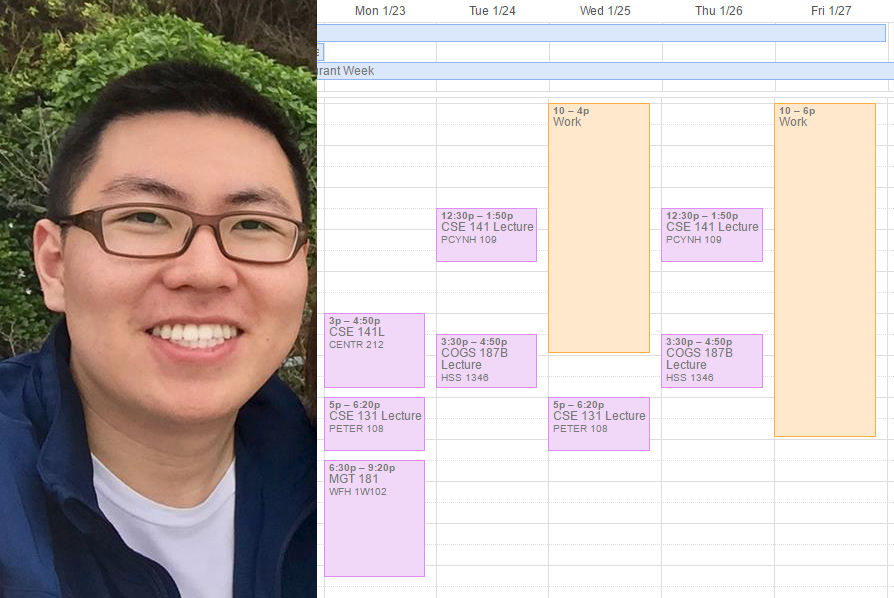 Mon 1/23
Tue 1/24
Wed 1/25
Thu 1/26
Fri 1/27
rant Week
10 – 4p
Work
10 – 6p
Work
12:30p – 1:50p
CSE 141 Lecture
PCYNH 109
12:30p – 1:50p
CSE 141 Lecture
PCYNH 109
3p – 4:50p
CSE 141L
CENTR 212
3:30p – 4:50p
COGS 187B
Lecture
HSS 1346
3:30p – 4:50p
COGS 187B
Lecture
HSS 1346
5p – 6:20p
CSE 131 Lecture
PETER 108
5p – 6:20p
CSE 131 Lecture
PETER 108
6:30p – 9:20p
MGT 181
WFH 1W102